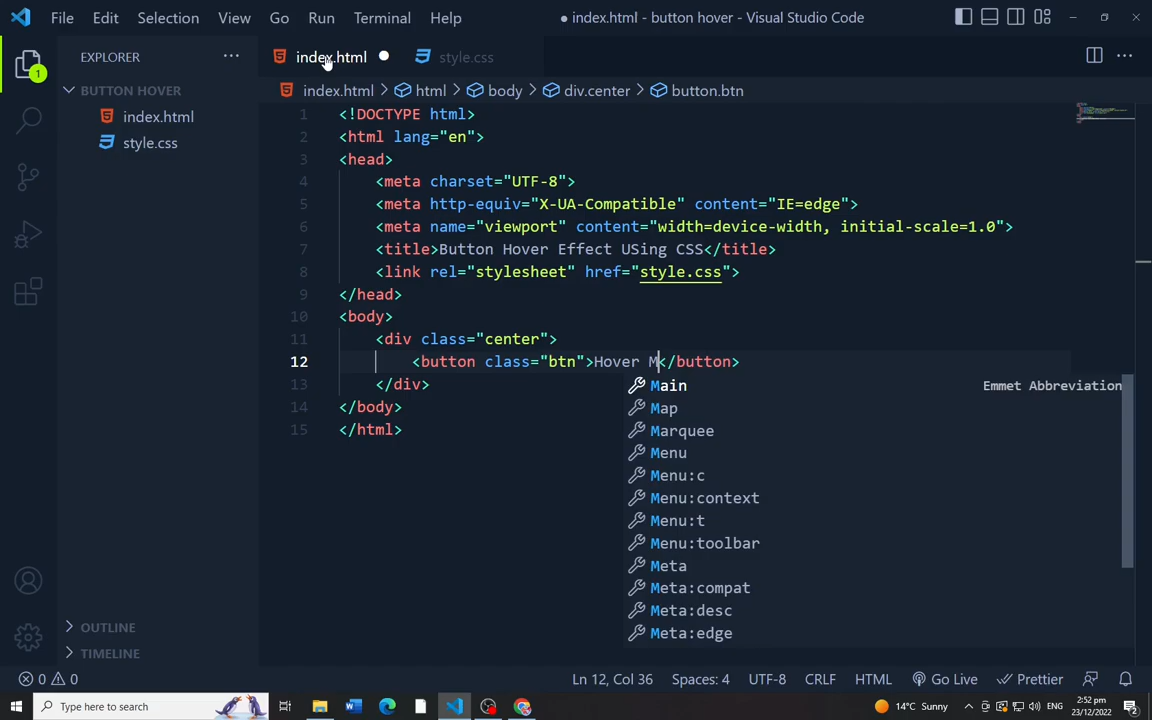 File Edit Selection View Go Run Terminal Help
● index.html - button hover - Visual Studio Code
EXPLORER
index.html
style.css
1
BUTTON HOVER
index.html
style.css
index.html > html > body > div.center > button.btn
1 <!DOCTYPE html>
2 <html lang="en">
3 <head>
4 <meta charset="UTF-8">
5 <meta http-equiv="X-UA-Compatible" content="IE=edge">
6 <meta name="viewport" content="width=device-width, initial-scale=1.0">
7 <title>Button Hover Effect USing CSS</title>
8 <link rel="stylesheet" href="style.css">
9 </head>
10 <body>
11 <div class="center">
12 <button class="btn">Hover M</button>
13 </div>
14 </body>
15 </html>
Main Emmet Abbreviation
Map
Marquee
Menu
Menu:c
Menu:context
Menu:t
Menu:toolbar
Meta
Meta:compat
Meta:desc
Meta:edge
OUTLINE
TIMELINE
0 0
Ln 12, Col 36 Spaces: 4 UTF-8 CRLF HTML Go Live Prettier
Type here to search
14°C Sunny
ENG
2:52 pm
23/12/2022
2